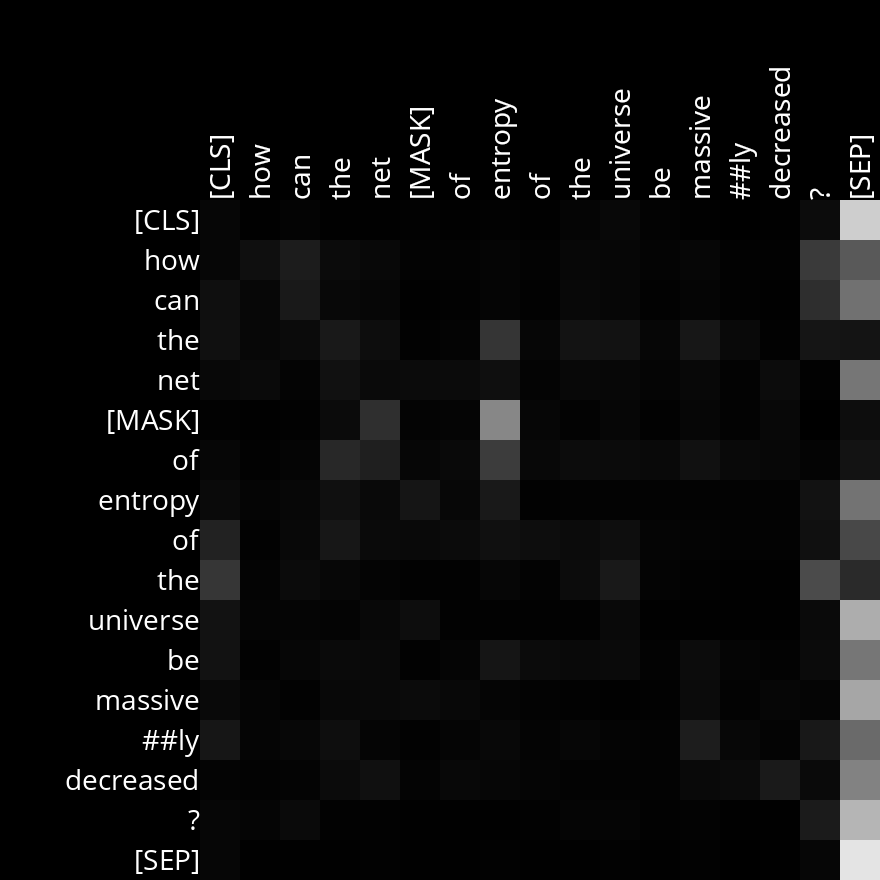 [CLS] how can the net [MASK] of entropy of the universe be massive ##ly decreased ? [SEP]
[CLS]
how
can
the
net
[MASK]
of
entropy
of
the
universe
be
massive
##ly
decreased
?
[SEP]